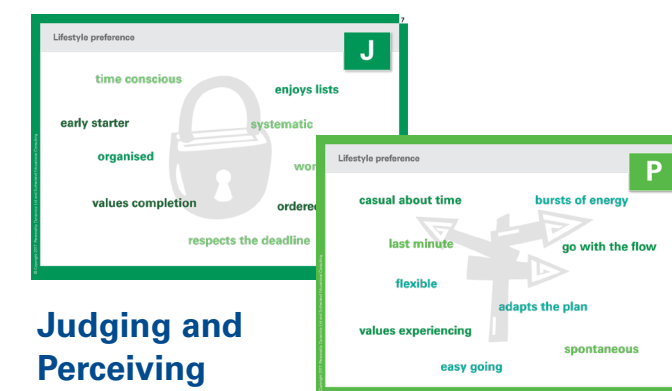 7
Lifestyle preference
J
time conscious
enjoys lists
early starter
systematic
organised
values completion
ordered
respects the deadline
Lifestyle preference
P
casual about time
bursts of energy
last minute
go with the flow
flexible
adapts the plan
values experiencing
spontaneous
easy going
Judging and
Perceiving